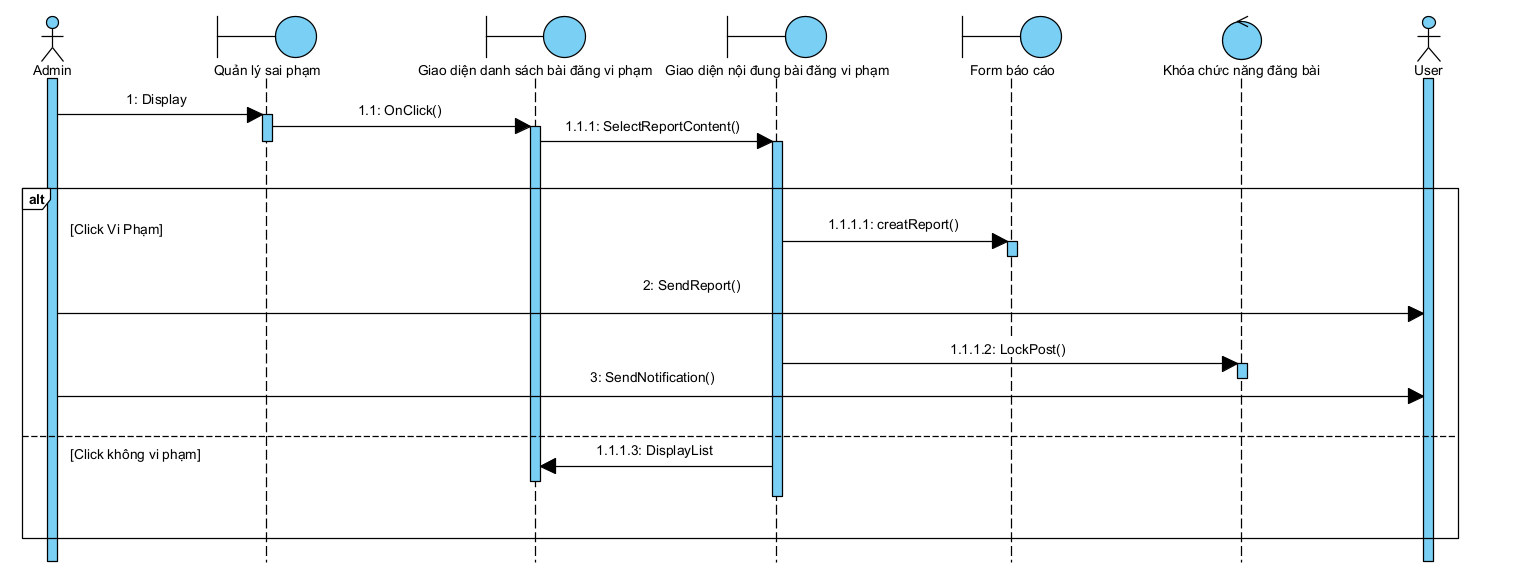 Admin
Quản lý sai phạm
Giao diện danh sách bài đăng vi phạm
Giao diện nội đung bài đăng vi phạm
Form báo cáo
Khóa chức năng đăng bài
User
1: Display
1.1: OnClick()
1.1.1: SelectReportContent()
alt
[Click Vi Phạm]
1.1.1.1: creatReport()
2: SendReport()
1.1.1.2: LockPost()
3: SendNotification()
[Click không vi phạm]
1.1.1.3: DisplayList